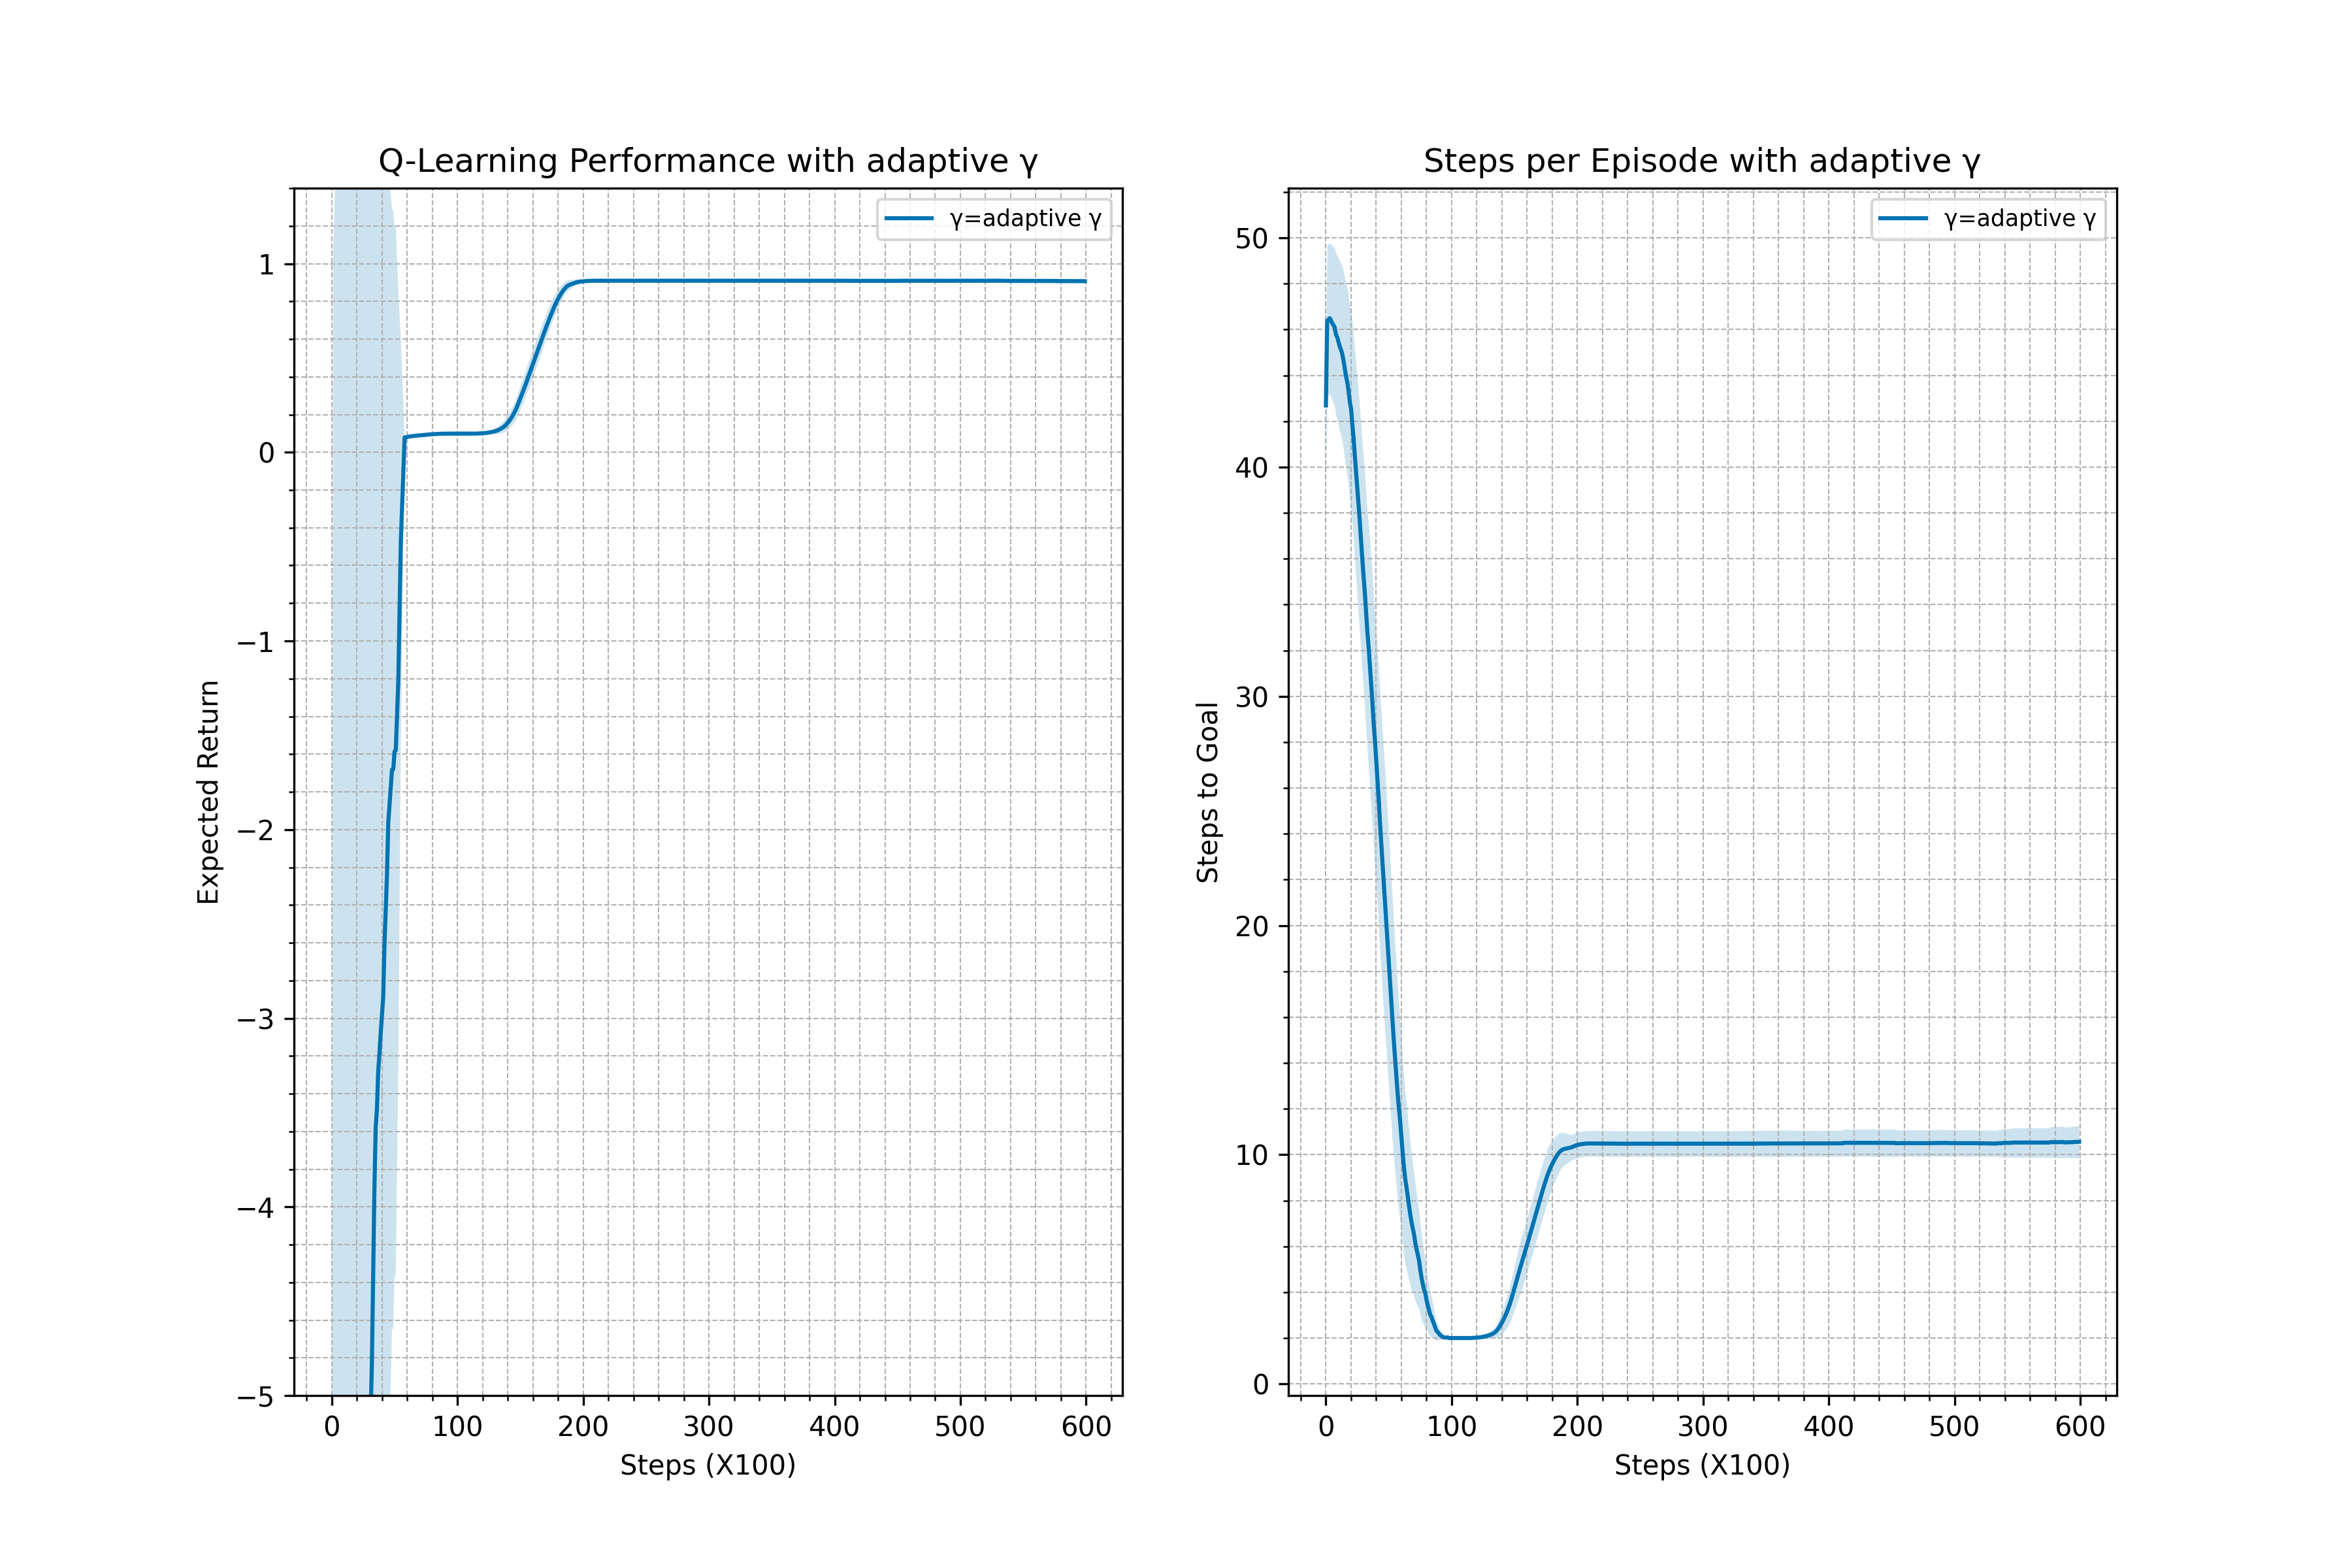 Q-Learning Performance with adaptive γ
γ=adaptive γ
1
0
−1
−2
−3
−4
−5
Expected Return
0 100 200 300 400 500 600
Steps (X100)
Steps per Episode with adaptive γ
γ=adaptive γ
50
40
30
20
10
0
Steps to Goal
0 100 200 300 400 500 600
Steps (X100)